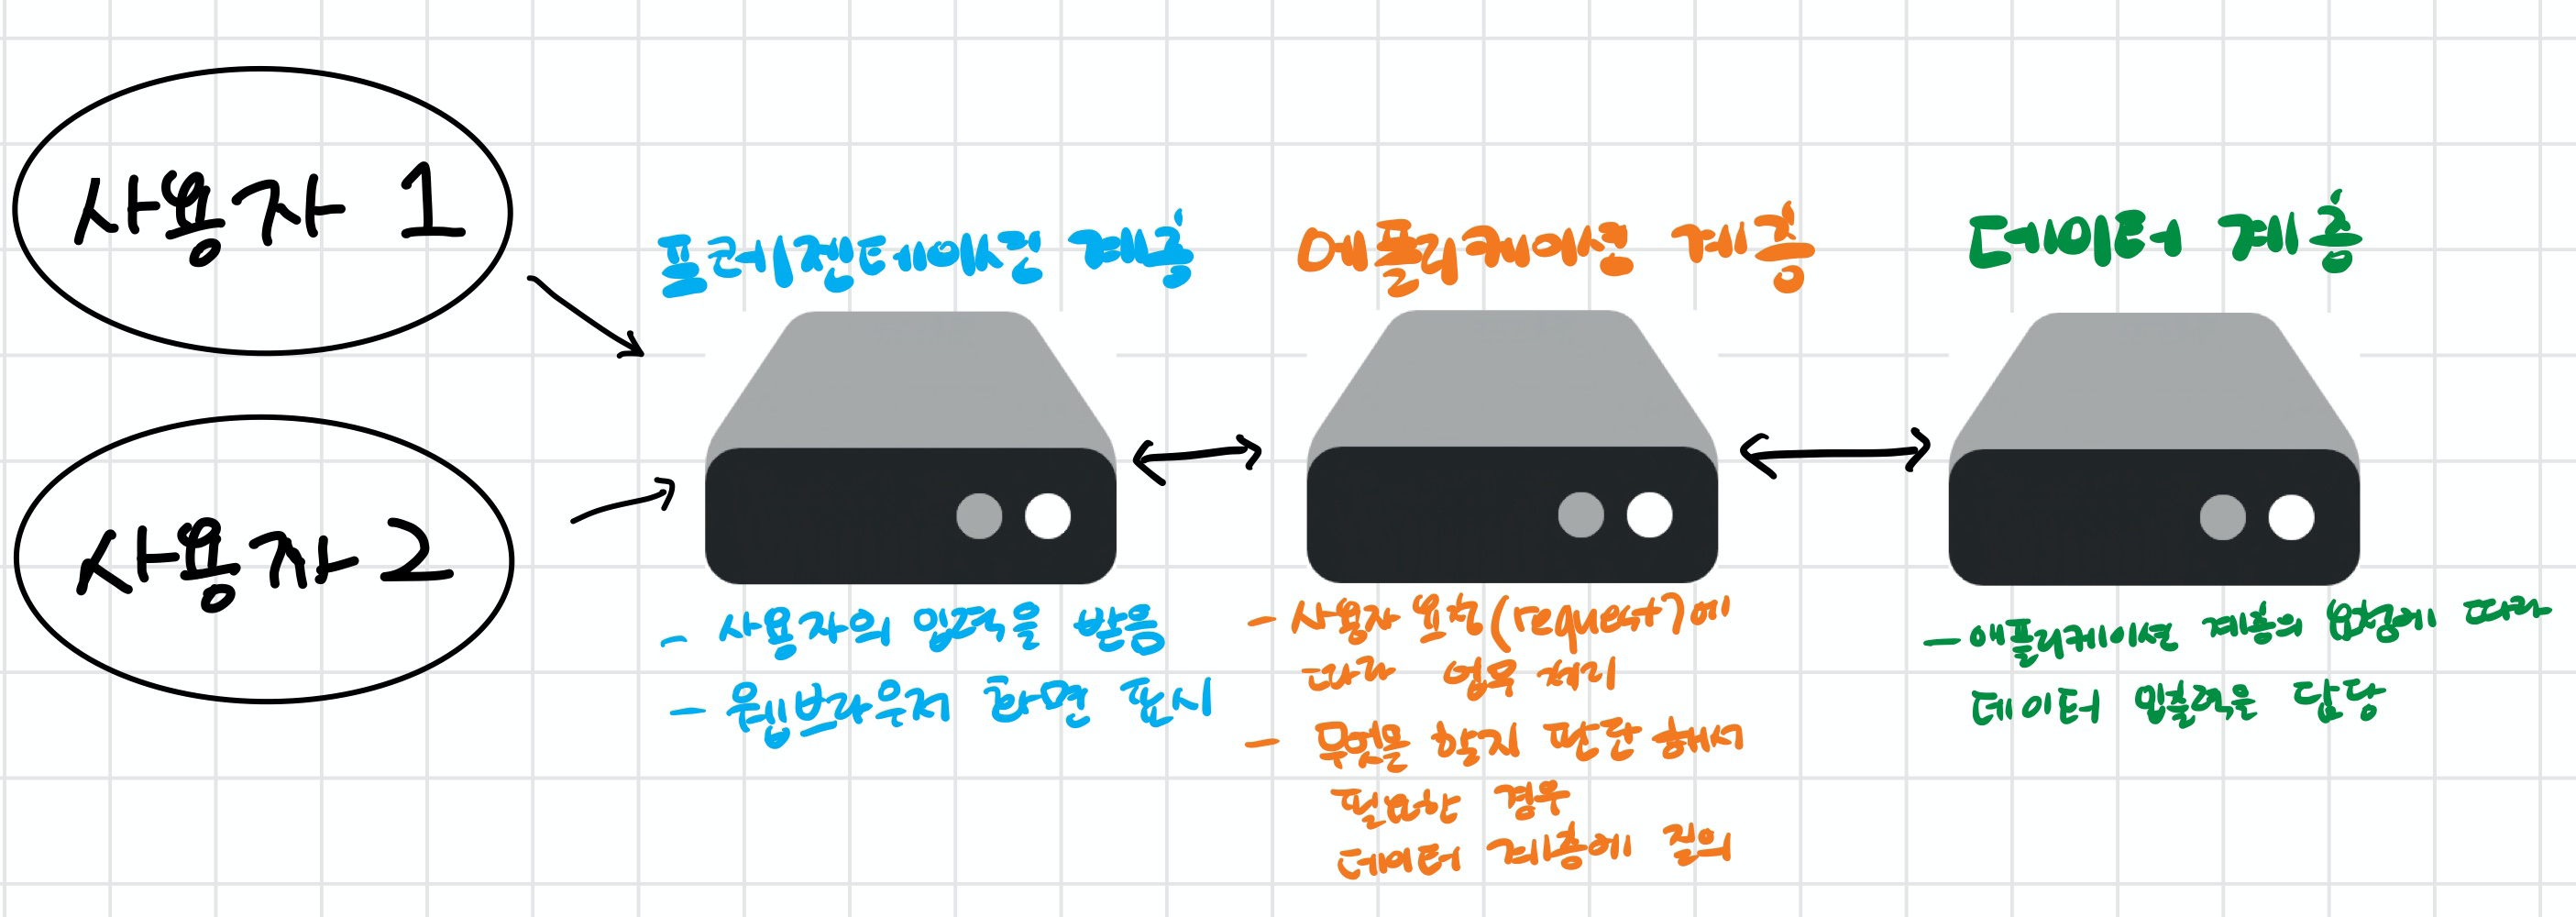 사용자 1
사용자 2
프레젠테이션 계층
- 사용자의 입력을 받음
- 웹브라우저 화면 표시
애플리케이션 계층
- 사용자 요청(request)에
따라 업무 처리
- 무엇을 할지 판단 해서
필요한 경우
데이터 계층에 질의
데이터 계층
- 애플리케이션 계층의 요청에 따라
데이터 입출력을 담당